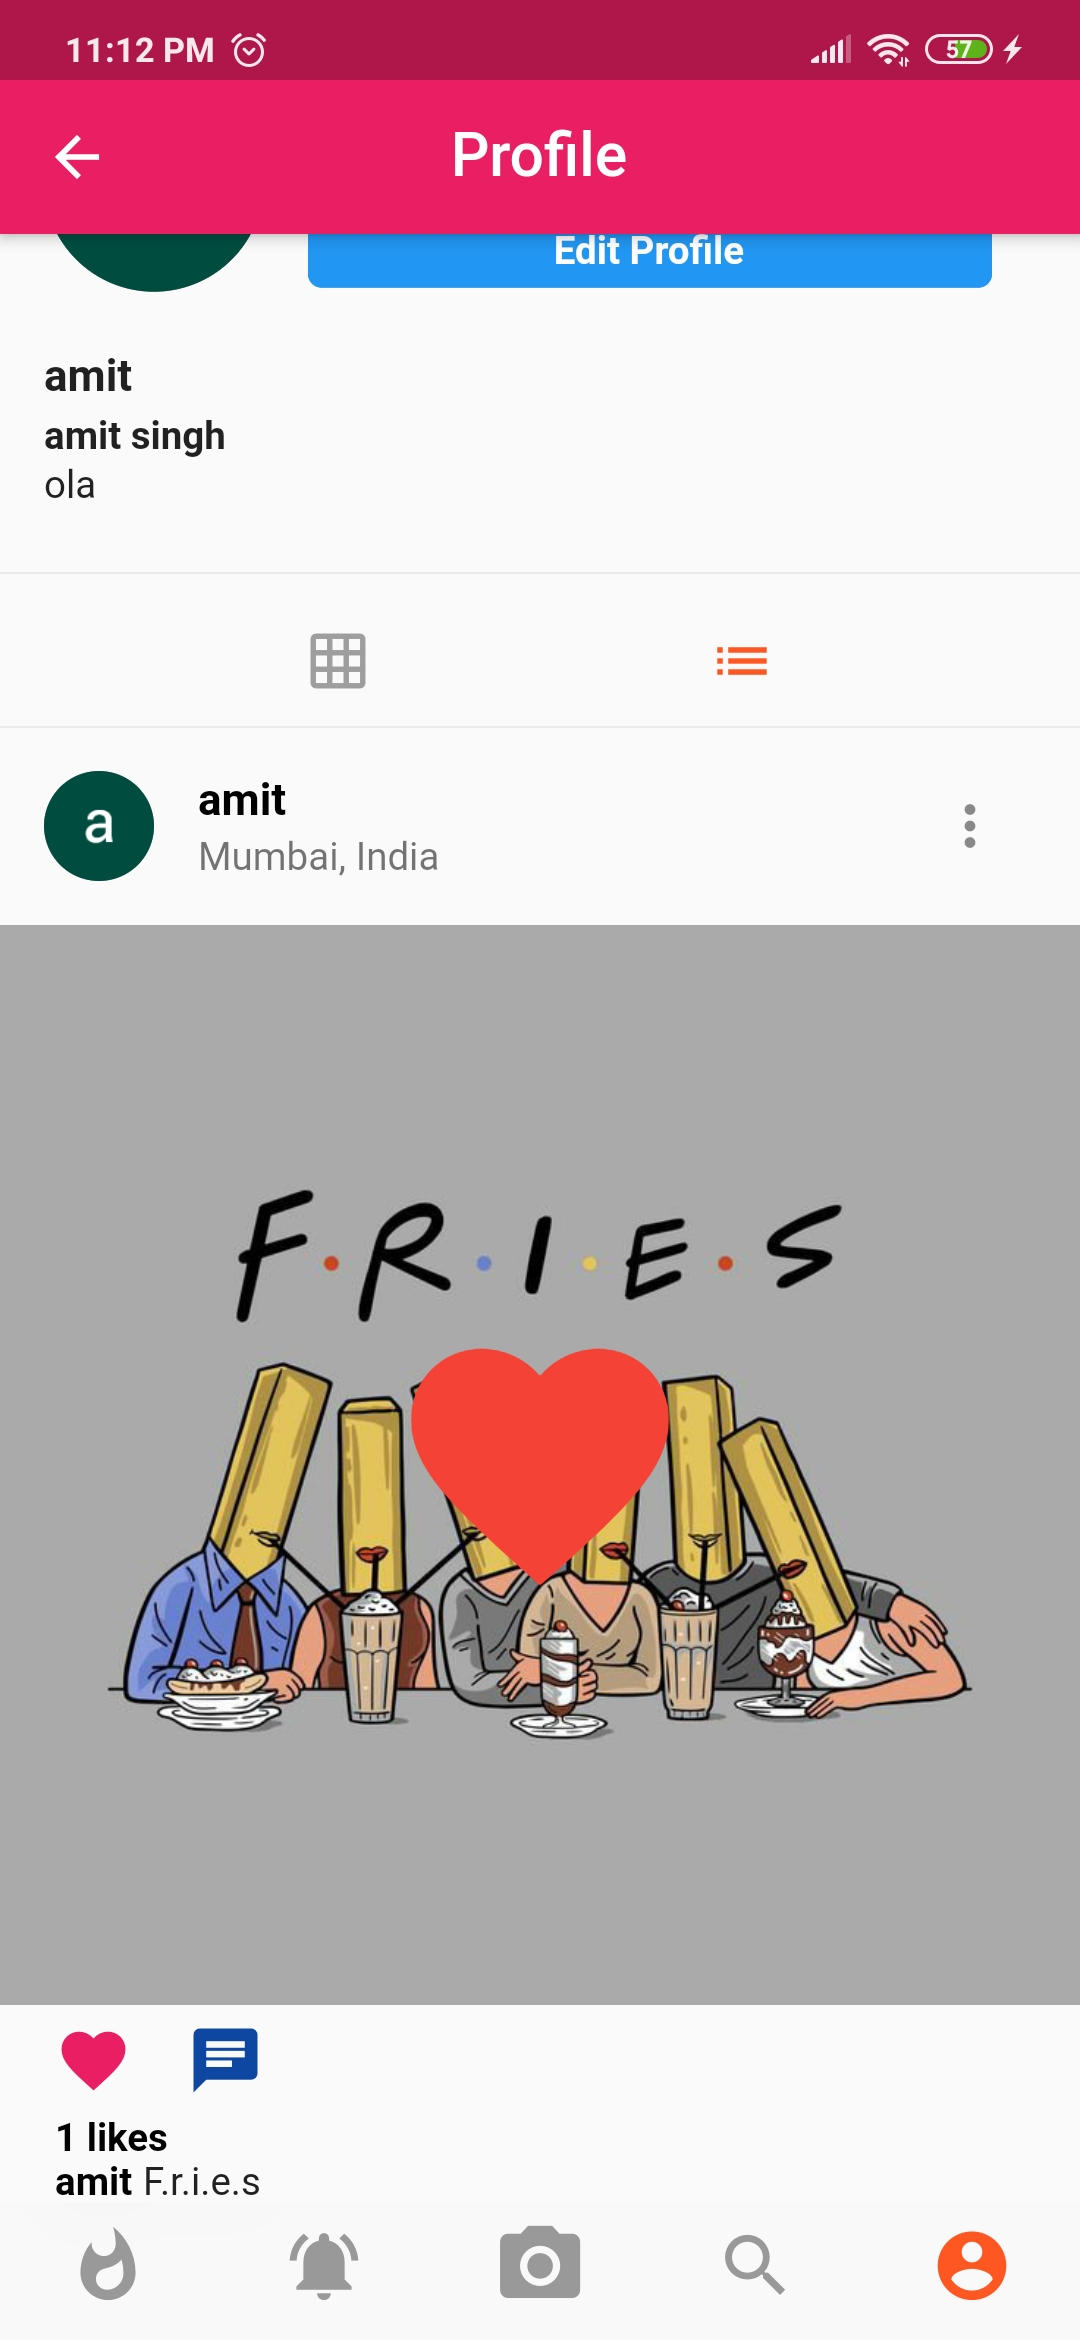 11:12 PM 57
Profile
Edit Profile
amit
amit singh
ola
a
amit
Mumbai, India
F·R·I·E·S
1 likes
amit F.r.i.e.s